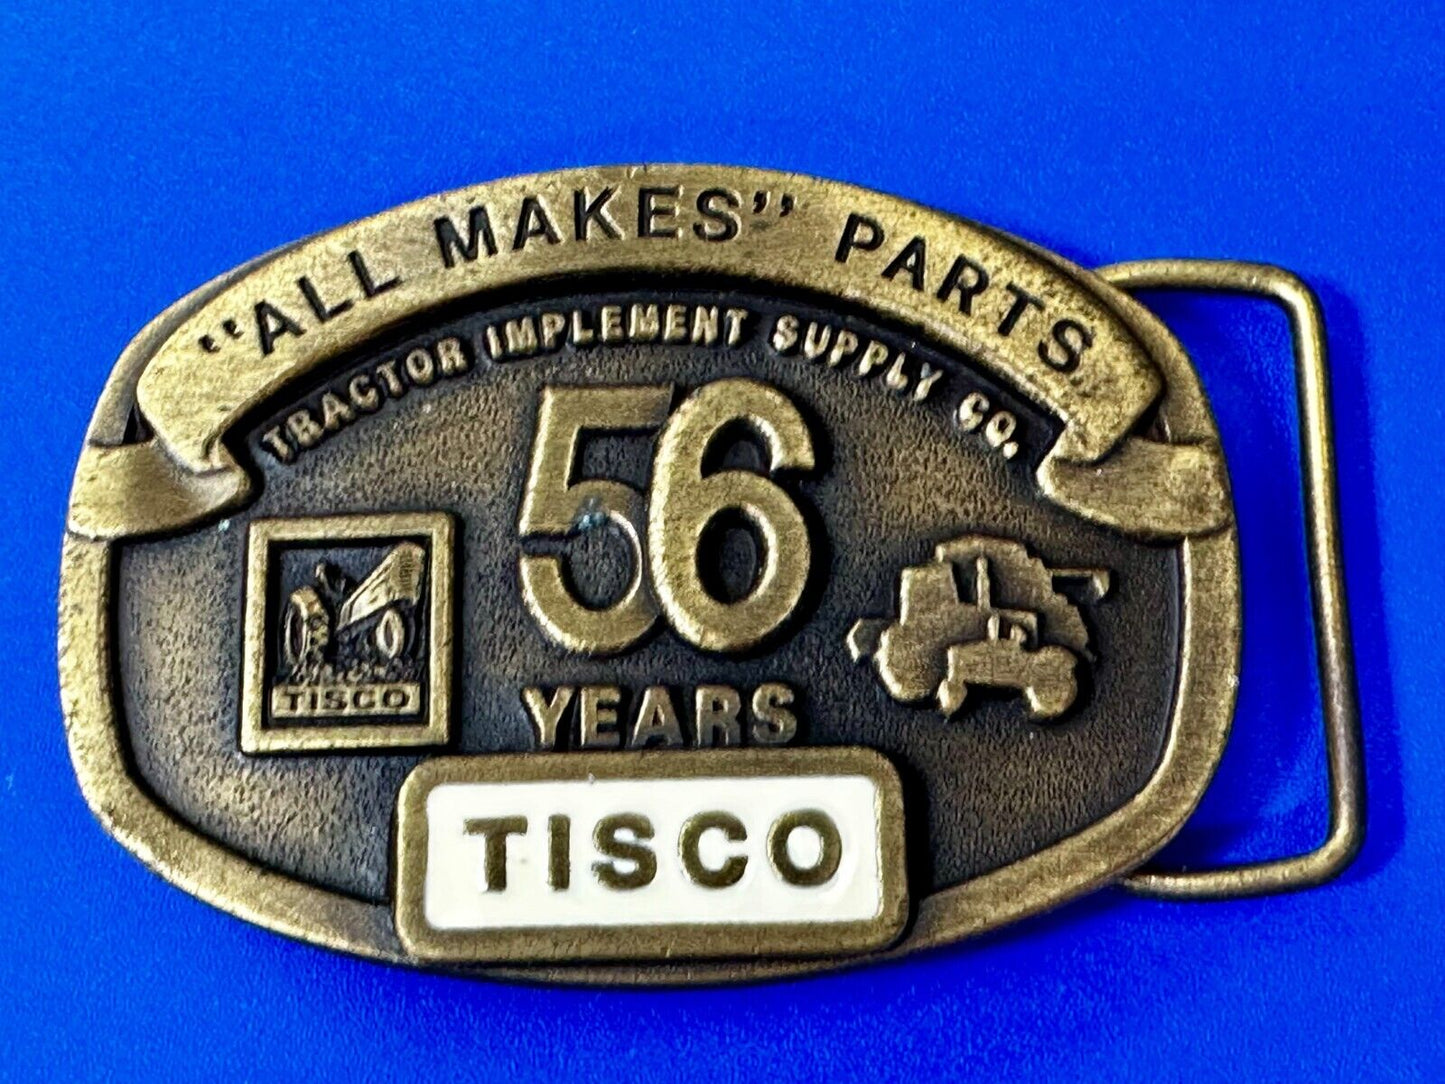 "ALL MAKES" PARTS
TRACTOR IMPLEMENT SUPPLY CO.
56
YEARS
TISCO
TISCO